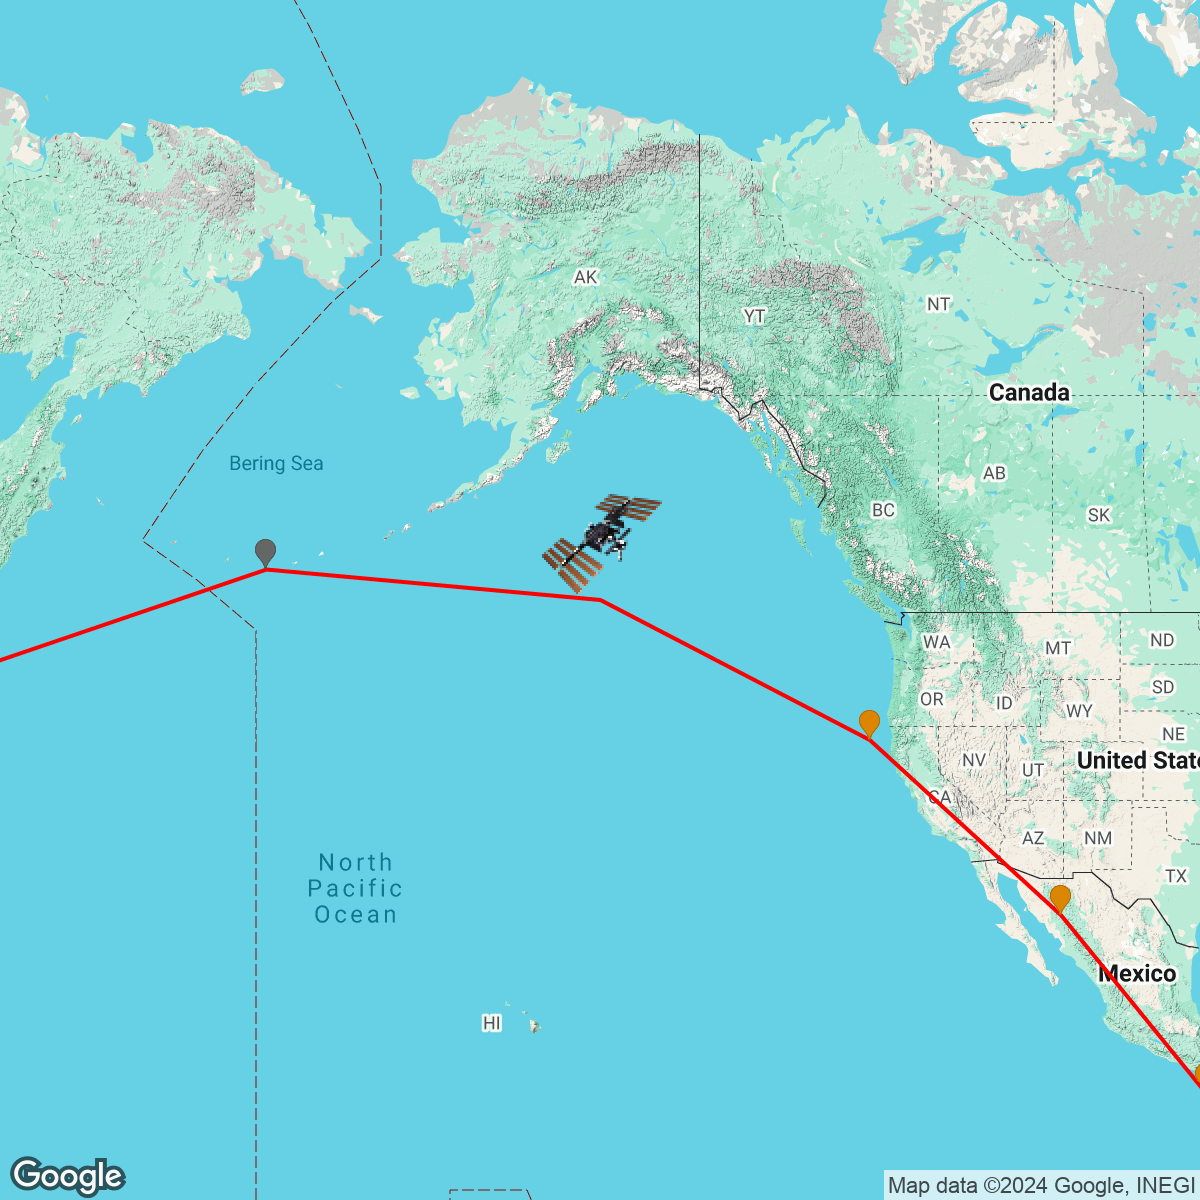 AK
YT
NT
Canada
Bering Sea
AB
BC
SK
WA
MT
ND
OR
ID
SD
WY
NE
NV
UT
United State
CA
AZ
NM
TX
North
Pacific
Ocean
Mexico
HI
Google
Map data ©2024 Google, INEGI